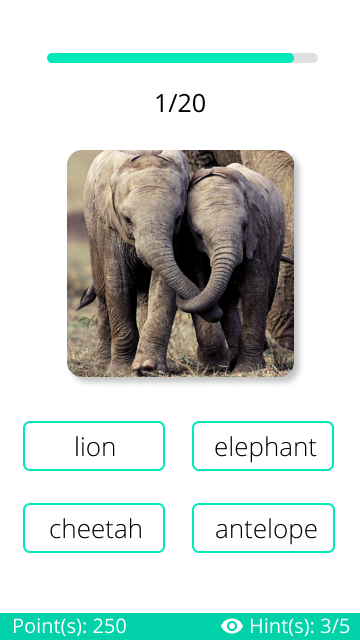 1/20
lion
elephant
cheetah
antelope
Point(s): 250
Hint(s): 3/5